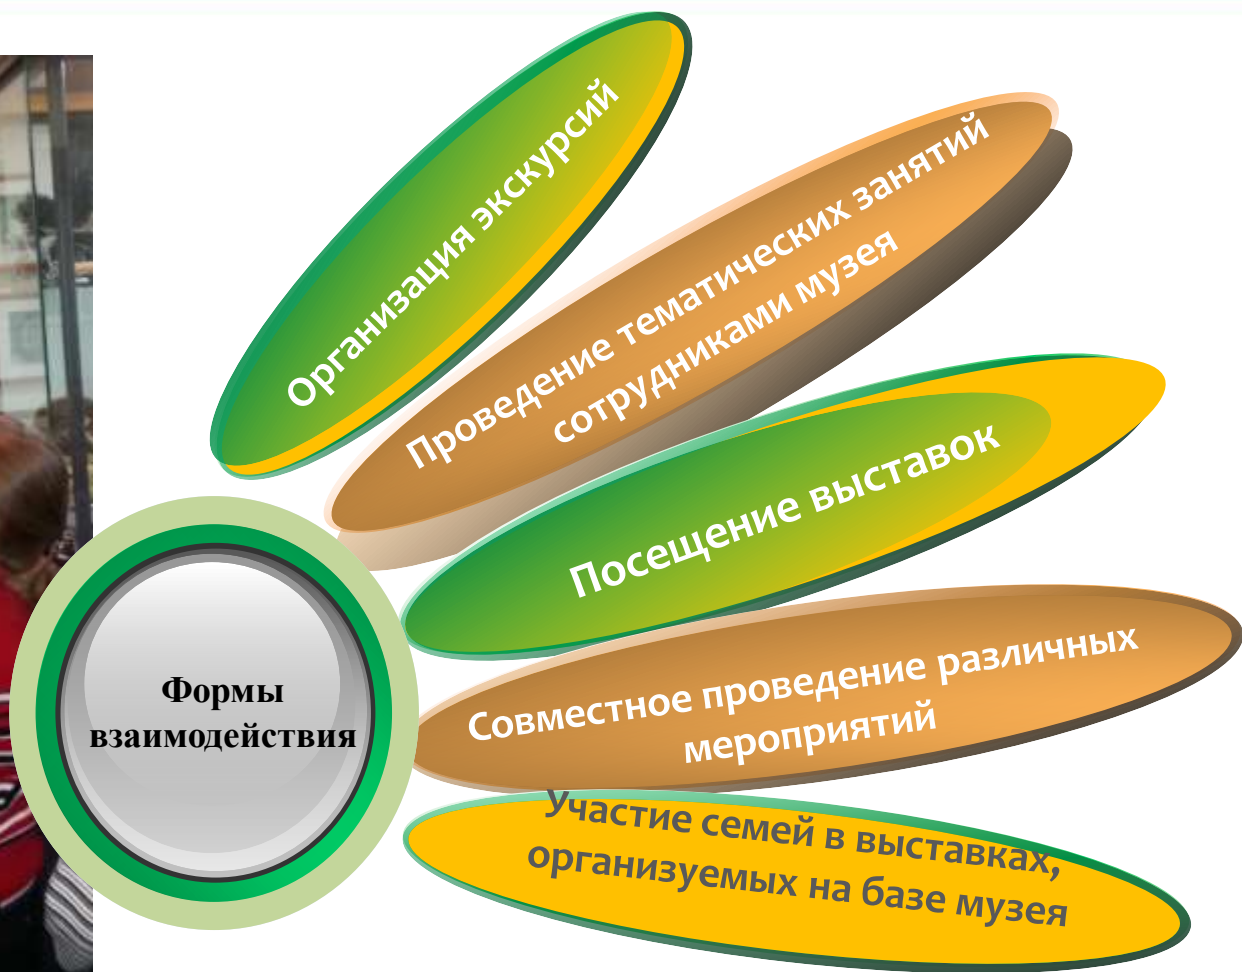 Организация экскурсий
Проведение тематических занятий
сотрудниками музея
Посещение выставок
Совместное проведение различных
мероприятий
Участие семей в выставках,
организуемых на базе музея
Формы
взаимодействия